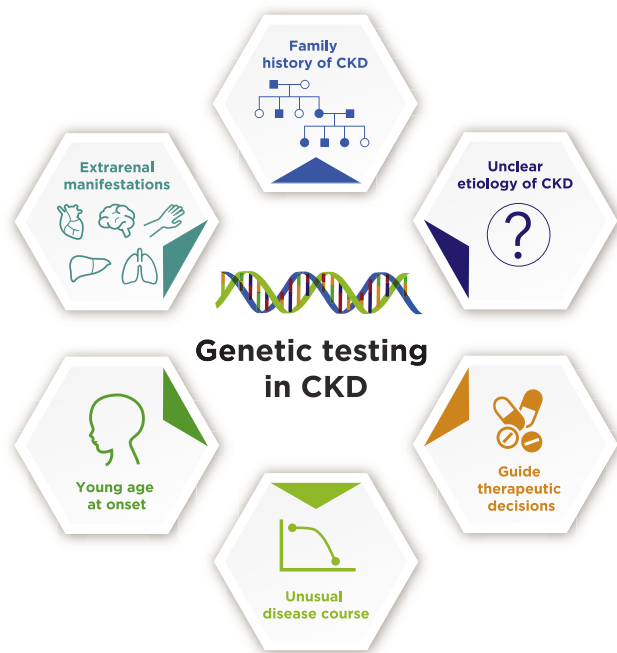 Family
history of CKD
Unclear
etiology of CKD
?
Guide
therapeutic
decisions
Unusual
disease course
Young age
at onset
Extrarenal
manifestations
Genetic testing
in CKD